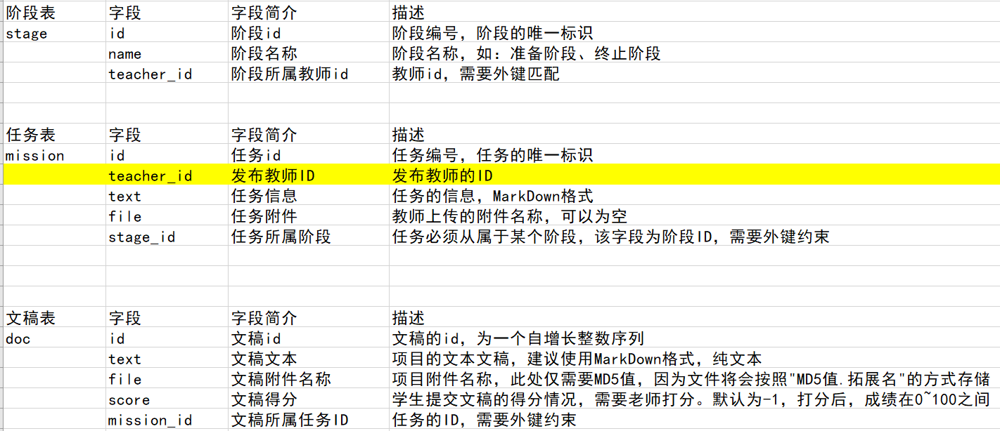 阶段表 字段 字段简介 描述
stage id 阶段id 阶段编号，阶段的唯一标识
name 阶段名称 阶段名称，如：准备阶段、终止阶段
teacher_id 阶段所属教师id 教师id，需要外键匹配
任务表 字段 字段简介 描述
mission id 任务id 任务编号，任务的唯一标识
teacher_id 发布教师ID 发布教师的ID
text 任务信息 任务的信息，MarkDown格式
file 任务附件 教师上传的附件名称，可以为空
stage_id 任务所属阶段 任务必须从属于某个阶段，该字段为阶段ID，需要外键约束
文稿表 字段 字段简介 描述
doc id 文稿id 文稿的id，为一个自增长整数序列
text 文稿文本 项目的文本文稿，建议使用MarkDown格式，纯文本
file 文稿附件名称 项目附件名称，此处仅需要MD5值，因为文件将会按照"MD5值.拓展名"的方式存储
score 文稿得分 学生提交文稿的得分情况，需要老师打分。默认为-1，打分后，成绩在0~100之间
mission_id 文稿所属任务ID 任务的ID，需要外键约束